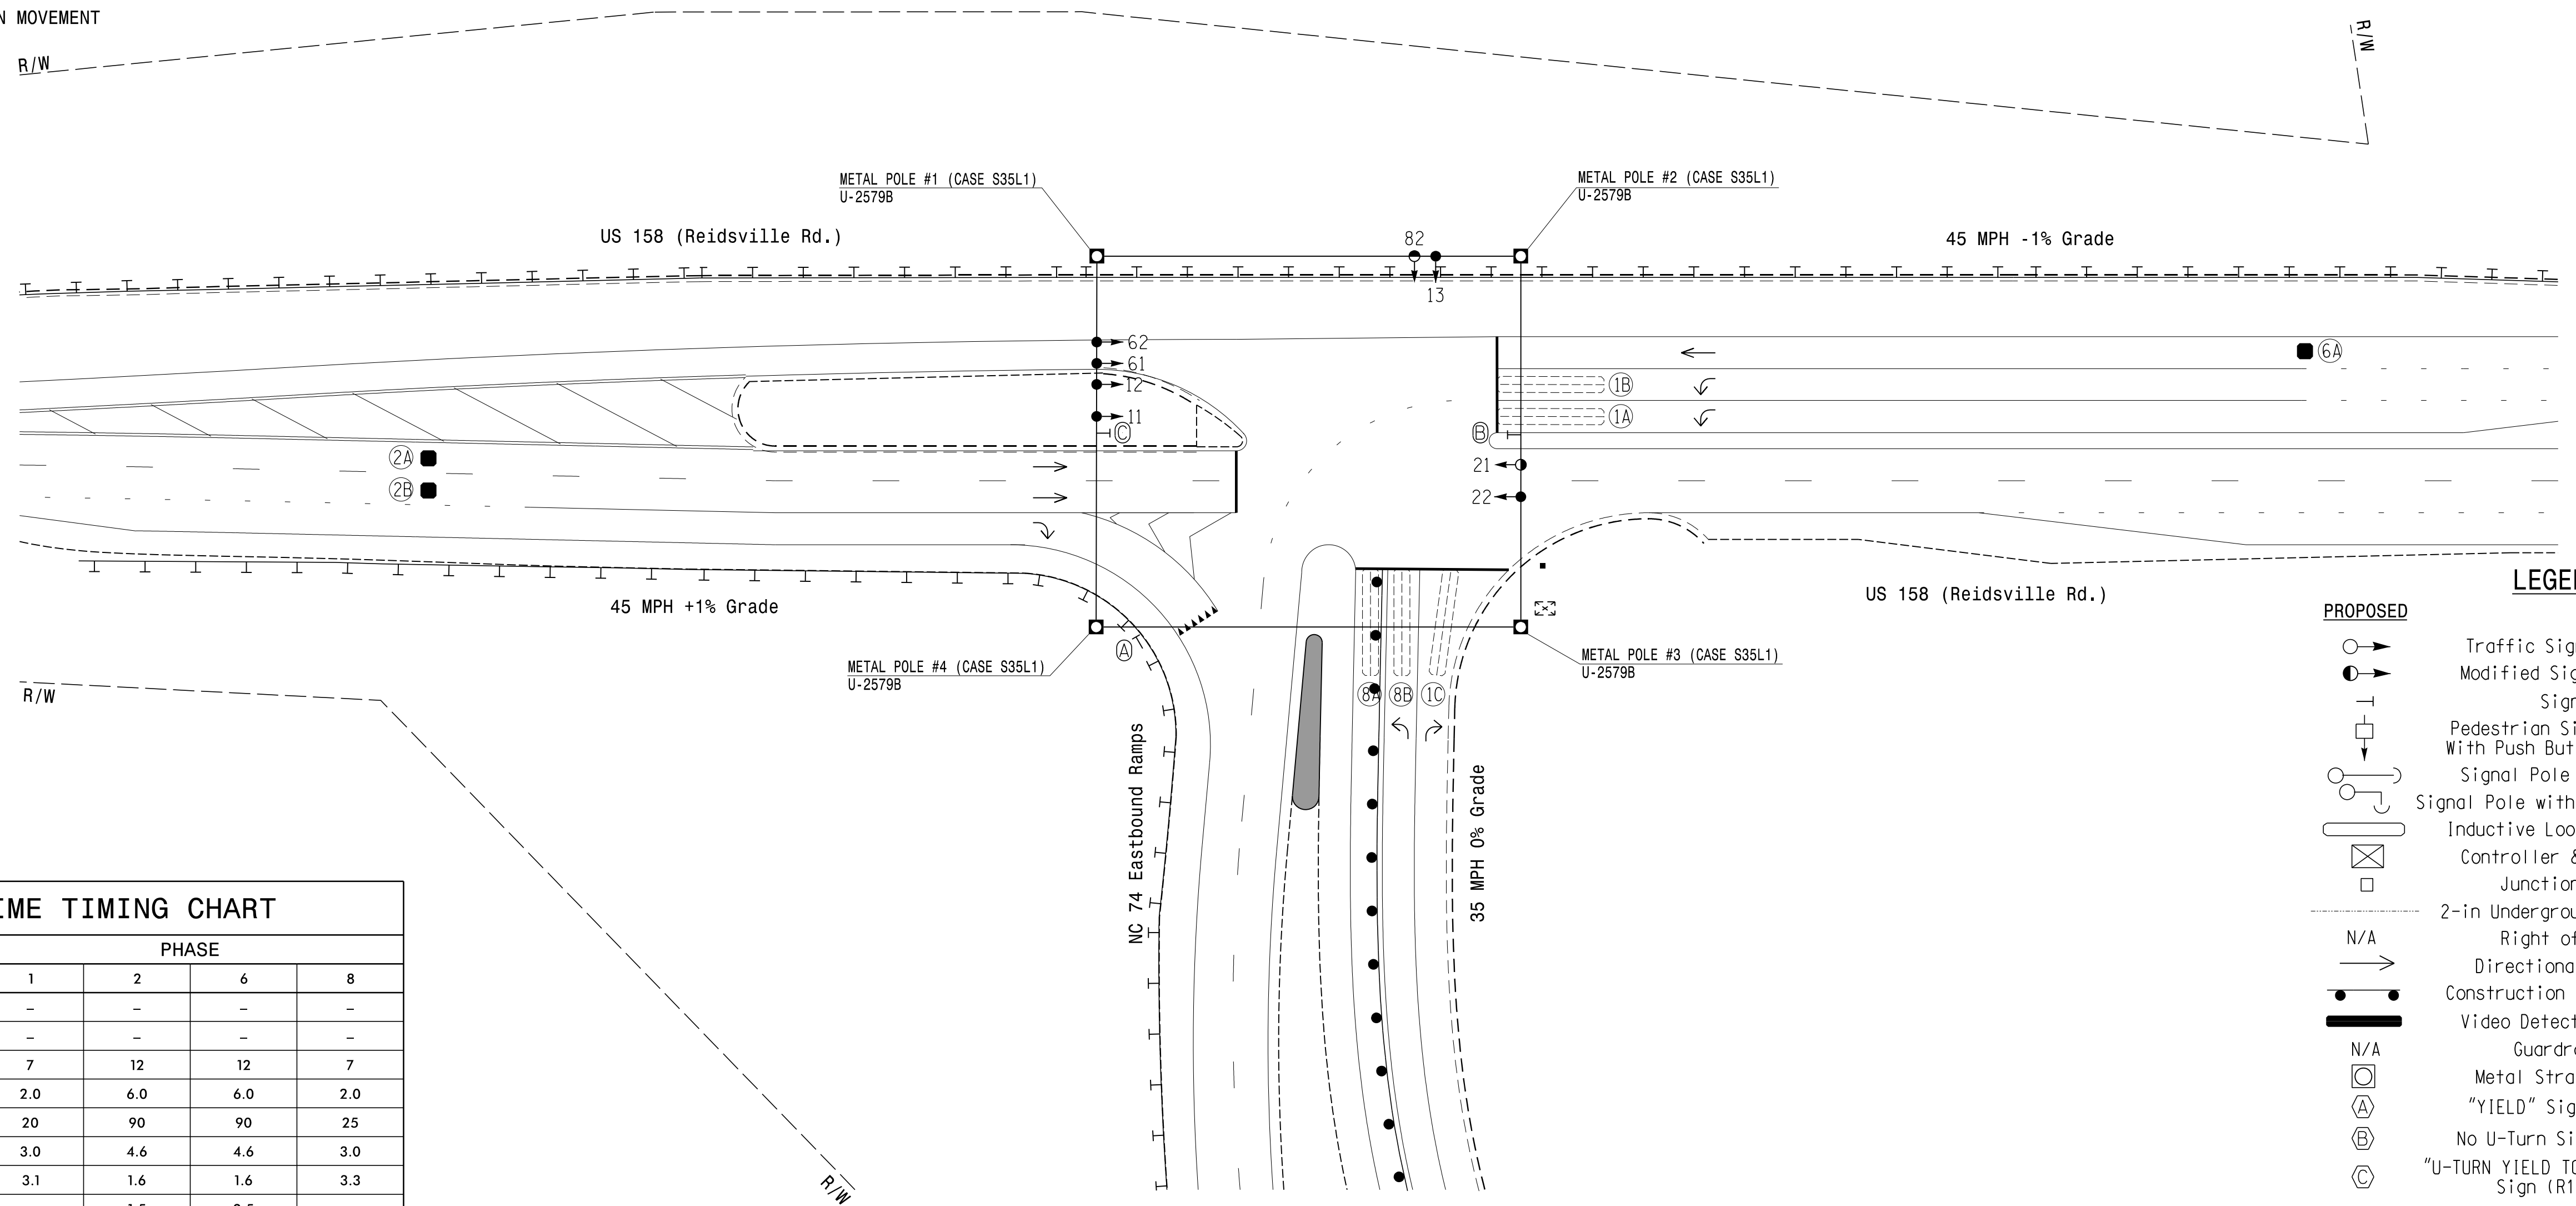 N MOVEMENT
R/W
R/W
METAL POLE #1 (CASE S35L1)
U-2579B
METAL POLE #2 (CASE S35L1)
U-2579B
US 158 (Reidsville Rd.)
82
45 MPH -1% Grade
13
62
61
12
11
C
6A
1B
1A
B
2A
2B
21
22
45 MPH +1% Grade
US 158 (Reidsville Rd.)
A
METAL POLE #4 (CASE S35L1)
U-2579B
METAL POLE #3 (CASE S35L1)
U-2579B
R/W
8A
8B
1C
NC 74 Eastbound Ramps
35 MPH 0% Grade
R/W
IME TIMING CHART
PHASE
1 2 6 8
- - - -
- - - -
7 12 12 7
2.0 6.0 6.0 2.0
20 90 90 25
3.0 4.6 4.6 3.0
3.1 1.6 1.6 3.3
LEGE
PROPOSED
Traffic Sig
Modified Sig
Sign
Pedestrian Si
With Push But
Signal Pole
Signal Pole with
Inductive Loo
Controller &
Junction
2-in Undergrou
N/A Right of
Directiona
Construction
Video Detect
N/A Guardr
Metal Stra
A "YIELD" Sig
B No U-Turn Si
C "U-TURN YIELD TO
Sign (R1